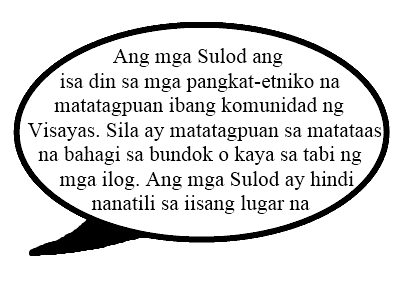 Ang mga Sulod ang
isa din sa mga pangkat-etniko na
matatagpuan ibang komunidad ng
Visayas. Sila ay matatagpuan sa matataas
na bahagi sa bundok o kaya sa tabi ng
mga ilog. Ang mga Sulod ay hindi
nanatili sa iisang lugar na